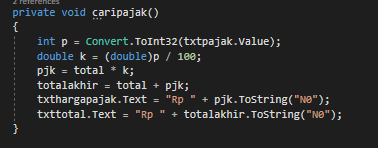 2 references
private void caripajak()
{
int p = Convert.ToInt32(txtpajak.Value);
double k = (double)p / 100;
pjk = total * k;
totalakhir = total + pjk;
txthargapajak.Text = "Rp " + pjk.ToString("N0");
txttotal.Text = "Rp " + totalakhir.ToString("N0");
}